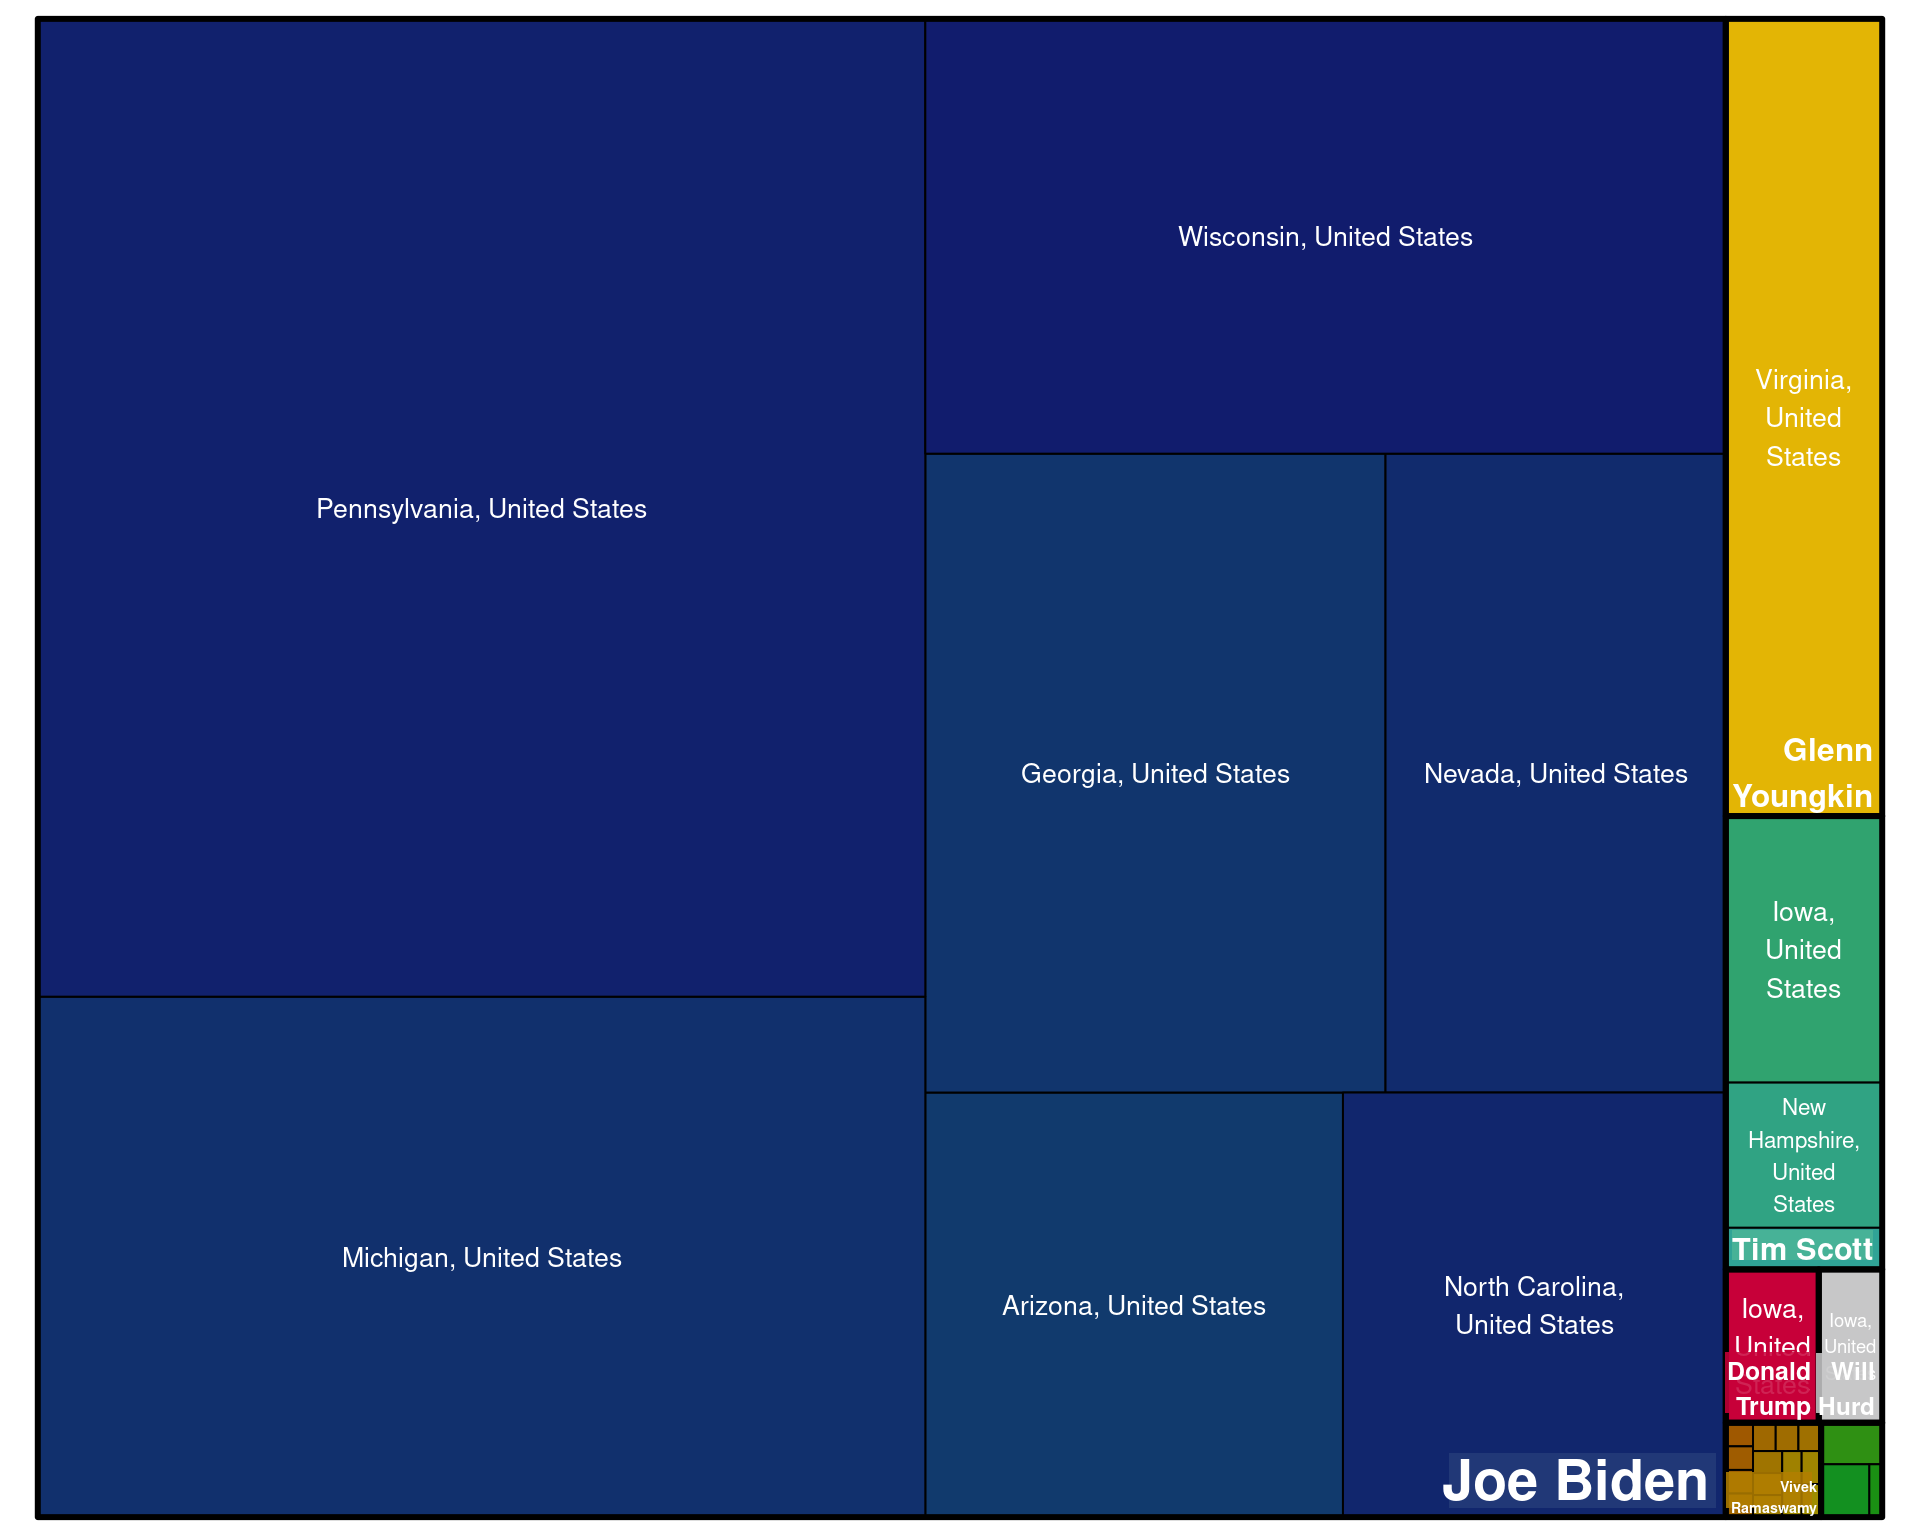 Pennsylvania, United States
Michigan, United States
Wisconsin, United States
Georgia, United States
Nevada, United States
Arizona, United States
North Carolina,
United States
Joe Biden
Virginia,
United
States
Glenn
Youngkin
Iowa,
United
States
New
Hampshire,
United
States
Tim Scott
Iowa,
United
States
Donald
Trump
Iowa,
United
Will
Hurd
Vivek
Ramaswamy